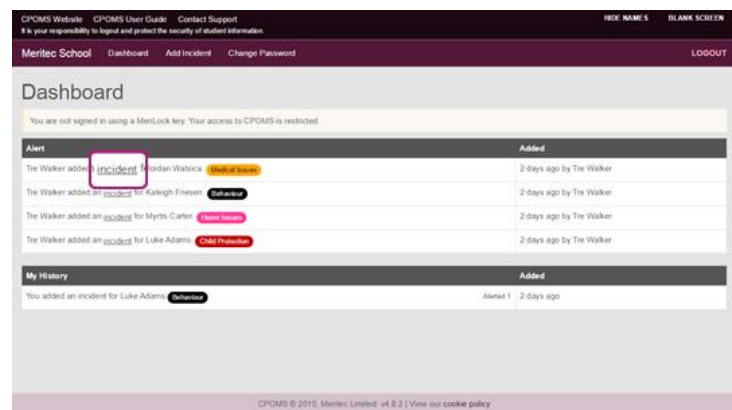 CPOMS Website CPOMS User Guide Contact Support HIDE NAMES BLANK SCREEN
It is your responsibility to logout and protect the security of student information.
Meritec School Dashboard Add Incident Change Password LOGOUT
Dashboard
You are not signed in using a MeriLock key. Your access to CPOMS is restricted.
Alert Added
Tre Walker added incident Jordan Watsica. Medical Issues 2 days ago by Tre Walker
Tre Walker added an incident for Kaleigh Friesen. Behaviour 2 days ago by Tre Walker
Tre Walker added an incident for Myrtis Carter. Home Issues 2 days ago by Tre Walker
Tre Walker added an incident for Luke Adams. Child Protection 2 days ago by Tre Walker
My History Added
You added an incident for Luke Adams Behaviour Alerted 1 2 days ago
CPOMS © 2015, Meritec Limited. v4.8.2 | View our cookie policy